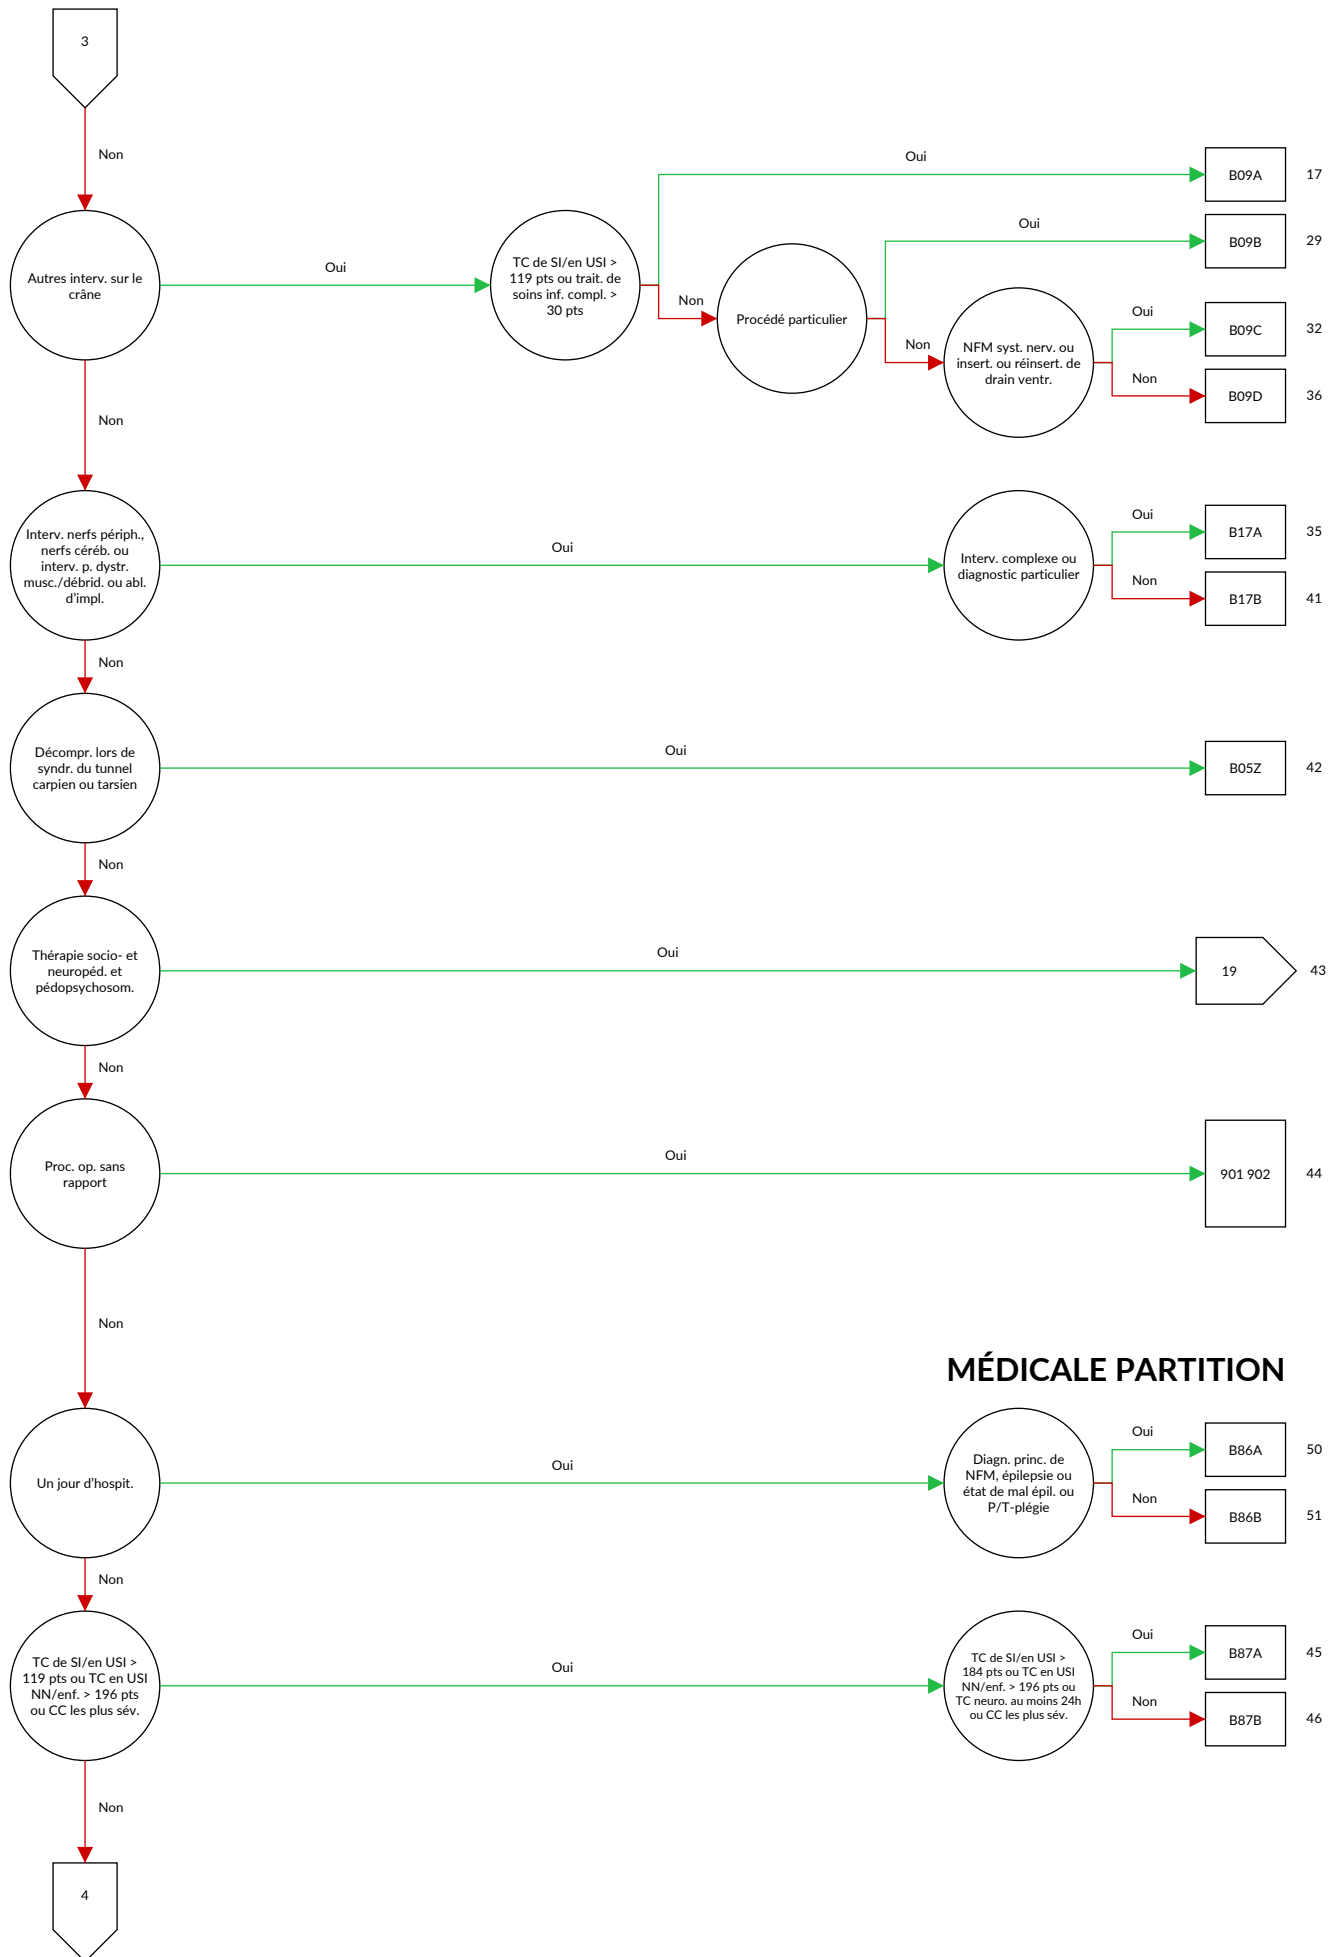 3
Non
Oui
B09A
17
Oui
B09B
29
Autres interv. sur le
crâne
Oui
TC de SI/en USI >
119 pts ou trait. de
soins inf. compl. >
30 pts
Non
Procédé particulier
Non
NFM syst. nerv. ou
insert. ou réinsert. de
drain ventr.
Oui
B09C
32
Non
B09D
36
Non
Interv. nerfs périph.,
nerfs céréb. ou
interv. p. dystr.
musc./débrid. ou abl.
d'impl.
Oui
Interv. complexe ou
diagnostic particulier
Oui
B17A
35
Non
B17B
41
Non
Décompr. lors de
syndr. du tunnel
carpien ou tarsien
Oui
B05Z
42
Non
Thérapie socio- et
neuropéd. et
pédopsychosom.
Oui
19
43
Non
Proc. op. sans
rapport
Oui
901 902
44
Non
MÉDICALE PARTITION
Un jour d'hospit.
Oui
Diagn. princ. de
NFM, épilepsie ou
état de mal épil. ou
P/T-plégie
Oui
B86A
50
Non
B86B
51
Non
TC de SI/en USI >
119 pts ou TC en USI
NN/enf. > 196 pts
ou CC les plus sév.
Oui
TC de SI/en USI >
184 pts ou TC en USI
NN/enf. > 196 pts ou
TC neuro. au moins 24h
ou CC les plus sév.
Oui
B87A
45
Non
B87B
46
Non
4